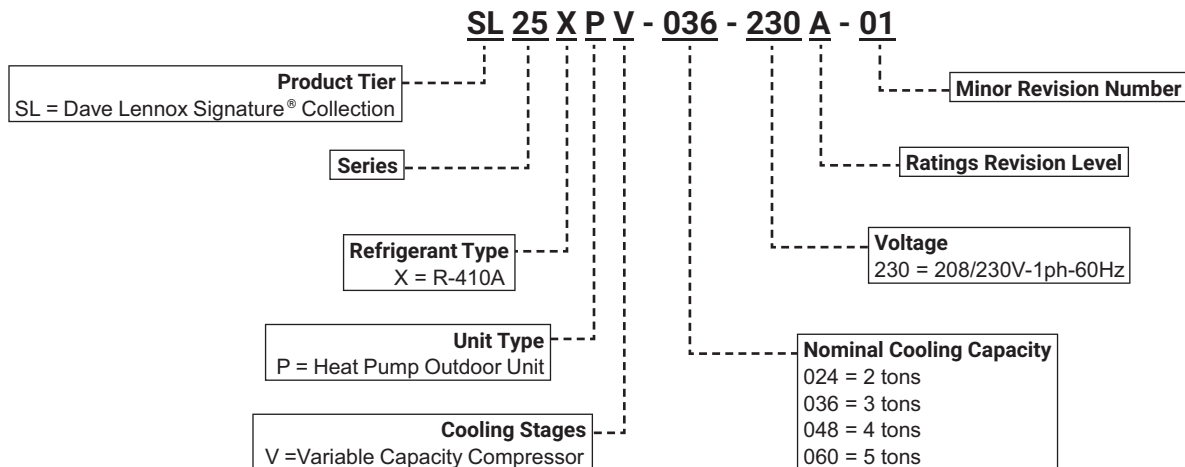 SL 25 X P V - 036 - 230 A - 01
Product Tier
SL = Dave Lennox Signature® Collection
Series
Refrigerant Type
X = R-410A
Unit Type
P = Heat Pump Outdoor Unit
Cooling Stages
V =Variable Capacity Compressor
Minor Revision Number
Ratings Revision Level
Voltage
230 = 208/230V-1ph-60Hz
Nominal Cooling Capacity
024 = 2 tons
036 = 3 tons
048 = 4 tons
060 = 5 tons